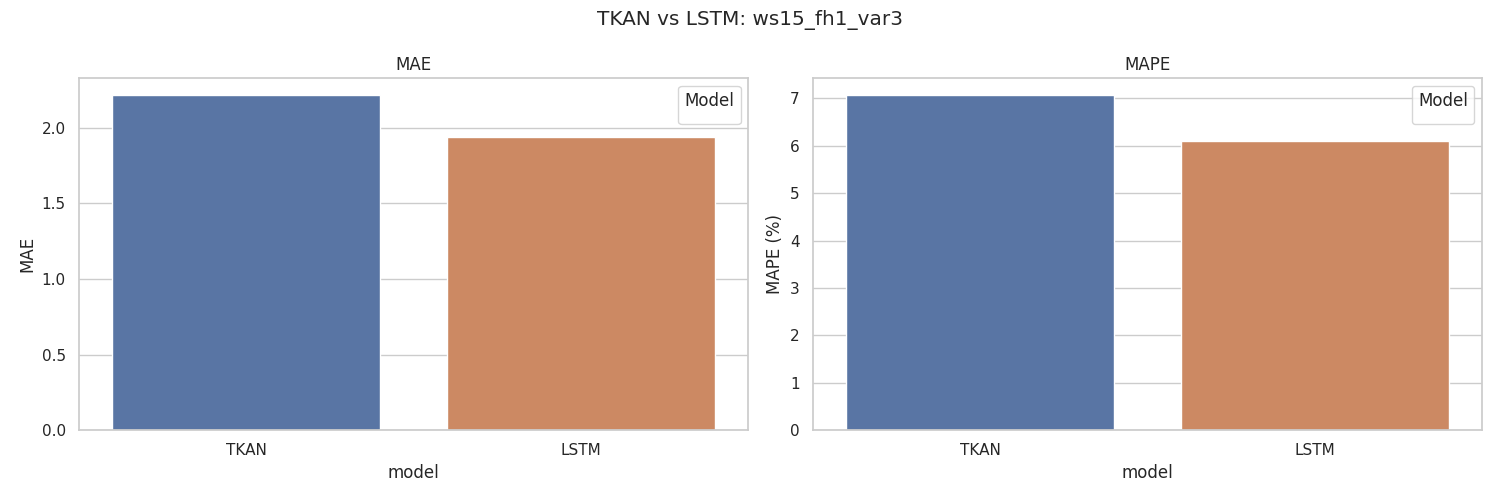 TKAN vs LSTM: ws15_fh1_var3
MAE
Model
2.0
1.5
1.0
0.5
0.0
MAE
TKAN
LSTM
model
MAPE
Model
7
6
5
4
3
2
1
0
MAPE (%)
TKAN
LSTM
model